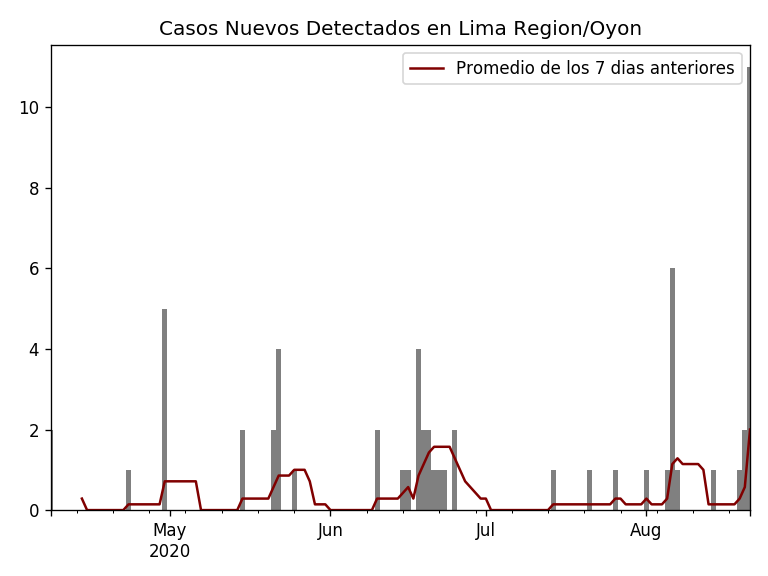 Casos Nuevos Detectados en Lima Region/Oyon
Promedio de los 7 dias anteriores
10
8
6
4
2
0
May Jun Jul Aug
2020